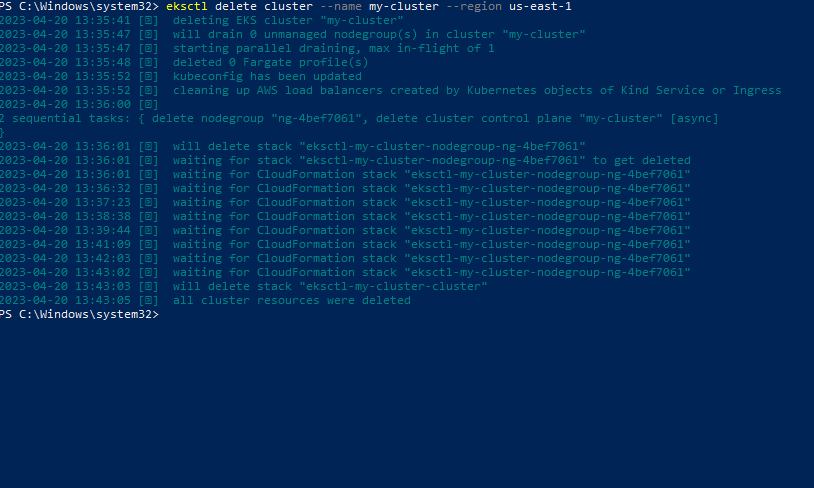 PS C:\Windows\system32> eksctl delete cluster --name my-cluster --region us-east-1
2023-04-20 13:35:41 [ℹ]  deleting EKS cluster "my-cluster"
2023-04-20 13:35:47 [ℹ]  will drain 0 unmanaged nodegroup(s) in cluster "my-cluster"
2023-04-20 13:35:47 [ℹ]  starting parallel draining, max in-flight of 1
2023-04-20 13:35:48 [ℹ]  deleted 0 Fargate profile(s)
2023-04-20 13:35:52 [✔]  kubeconfig has been updated
2023-04-20 13:35:52 [ℹ]  cleaning up AWS load balancers created by Kubernetes objects of Kind Service or Ingress
2023-04-20 13:36:00 [ℹ]
2 sequential tasks: { delete nodegroup "ng-4bef7061", delete cluster control plane "my-cluster" [async]
}
2023-04-20 13:36:01 [ℹ]  will delete stack "eksctl-my-cluster-nodegroup-ng-4bef7061"
2023-04-20 13:36:01 [ℹ]  waiting for stack "eksctl-my-cluster-nodegroup-ng-4bef7061" to get deleted
2023-04-20 13:36:01 [ℹ]  waiting for CloudFormation stack "eksctl-my-cluster-nodegroup-ng-4bef7061"
2023-04-20 13:36:32 [ℹ]  waiting for CloudFormation stack "eksctl-my-cluster-nodegroup-ng-4bef7061"
2023-04-20 13:37:23 [ℹ]  waiting for CloudFormation stack "eksctl-my-cluster-nodegroup-ng-4bef7061"
2023-04-20 13:38:38 [ℹ]  waiting for CloudFormation stack "eksctl-my-cluster-nodegroup-ng-4bef7061"
2023-04-20 13:39:44 [ℹ]  waiting for CloudFormation stack "eksctl-my-cluster-nodegroup-ng-4bef7061"
2023-04-20 13:41:09 [ℹ]  waiting for CloudFormation stack "eksctl-my-cluster-nodegroup-ng-4bef7061"
2023-04-20 13:42:03 [ℹ]  waiting for CloudFormation stack "eksctl-my-cluster-nodegroup-ng-4bef7061"
2023-04-20 13:43:02 [ℹ]  waiting for CloudFormation stack "eksctl-my-cluster-nodegroup-ng-4bef7061"
2023-04-20 13:43:03 [ℹ]  will delete stack "eksctl-my-cluster-cluster"
2023-04-20 13:43:05 [✔]  all cluster resources were deleted
PS C:\Windows\system32>